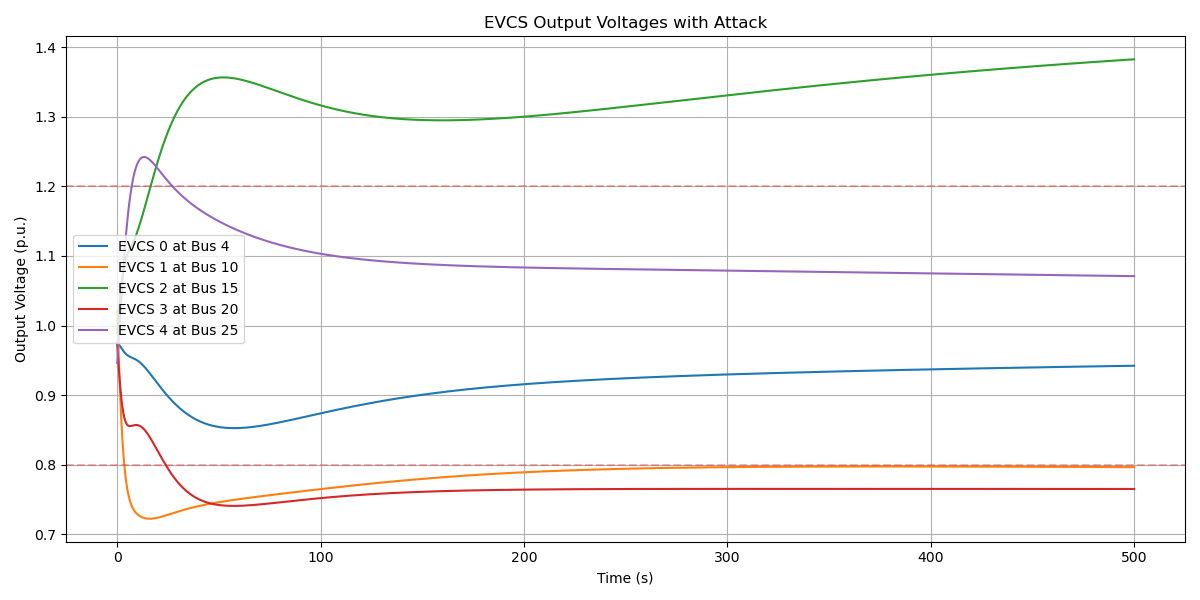 EVCS Output Voltages with Attack
Output Voltage (p.u.)
1.4
1.3
1.2
1.1
1.0
0.9
0.8
0.7
EVCS 0 at Bus 4
EVCS 1 at Bus 10
EVCS 2 at Bus 15
EVCS 3 at Bus 20
EVCS 4 at Bus 25
0 100 200 300 400 500
Time (s)